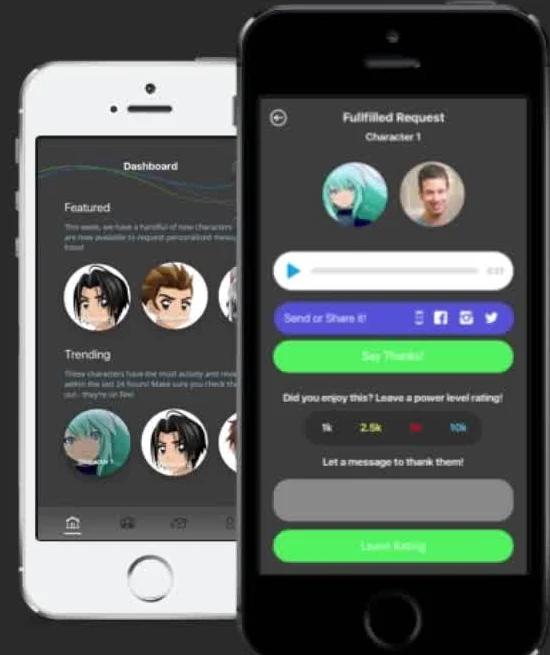 Dashboard
Featured
This week, we have a handful of new characters
are now available to request personalized
from!
Trending
These characters have the most activity and
within the last 24 hours! Make sure you check
out - they're on fire!
Character 1
Fullfilled Request
Character 1
Send or Share it!
Say Thanks!
Did you enjoy this? Leave a power level rating!
1k 2.5k 10k
Let a message to thank them!
Leave Rating